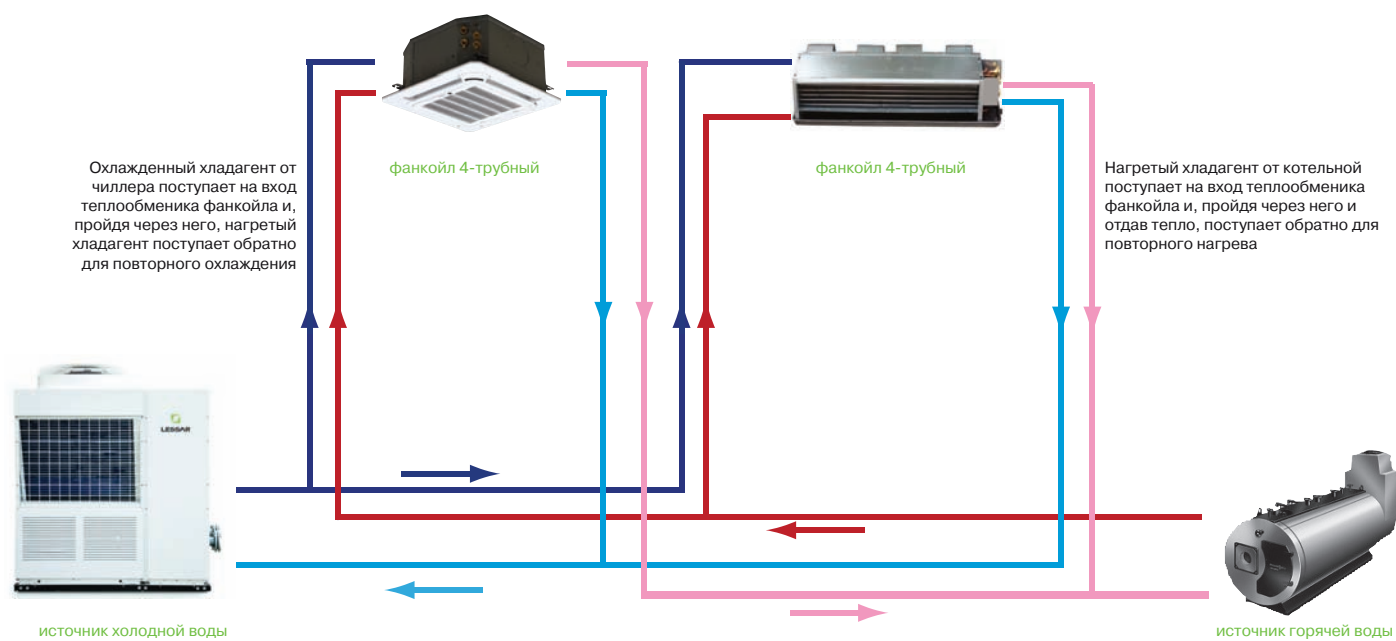 фанкойл 4-трубный
фанкойл 4-трубный
Охлажденный хладагент от
чиллера поступает на вход
теплообменика фанкойла и,
пройдя через него, нагретый
хладагент поступает обратно
для повторного охлаждения
Нагретый хладагент от котельной
поступает на вход теплообменика
фанкойла и, пройдя через него и
отдав тепло, поступает обратно для
повторного нагрева
LESSAR
источник холодной воды
источник горячей воды